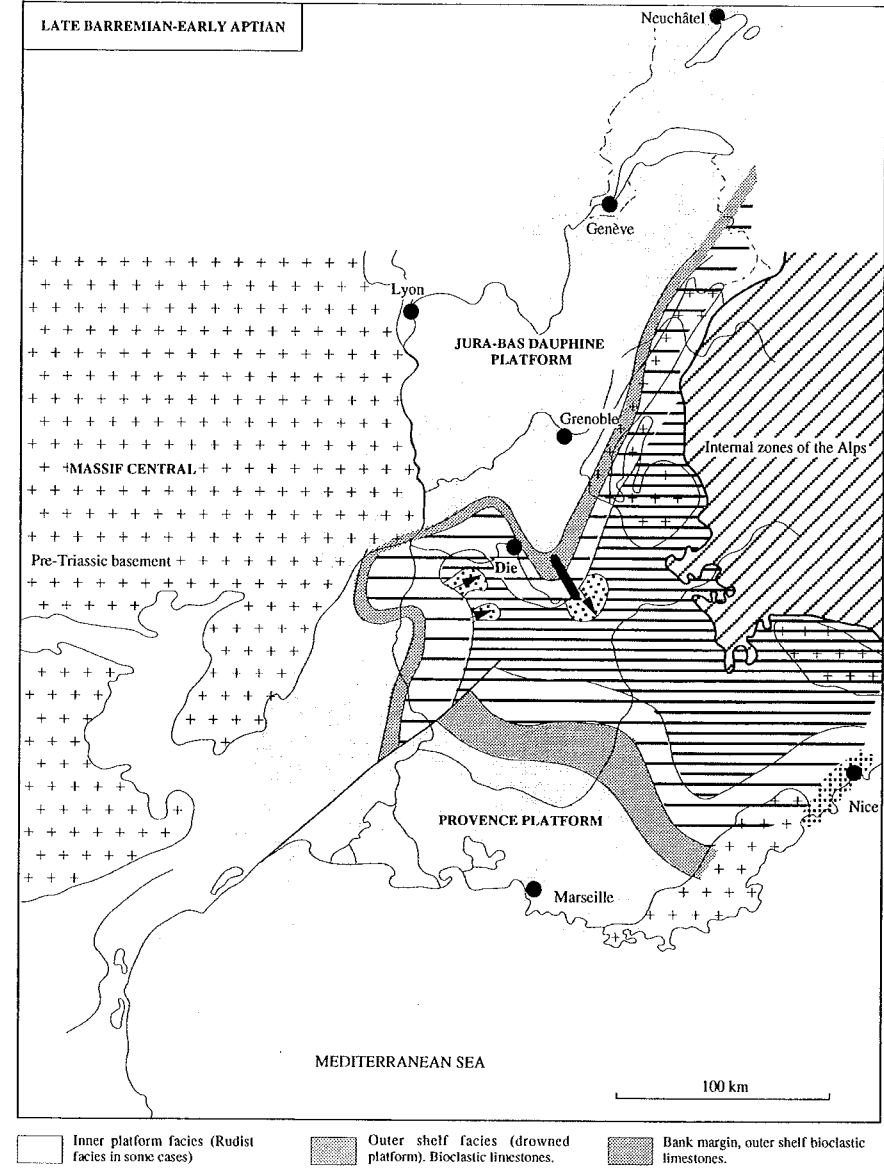 LATE BARREMIAN-EARLY APTIAN
Neuchâtel
Genève
Lyon
JURA-BAS DAUPHINE
PLATFORM
Grenoble
Internal zones of the Alps
MASSIF CENTRAL
Pre-Triassic basement
Die
Nice
PROVENCE PLATFORM
Marseille
MEDITERRANEAN SEA
100 km
Inner platform facies (Rudist
facies in some cases)
Outer shelf facies (drowned
platform). Bioclastic limestones.
Bank margin, outer shelf bioclastic
limestones.